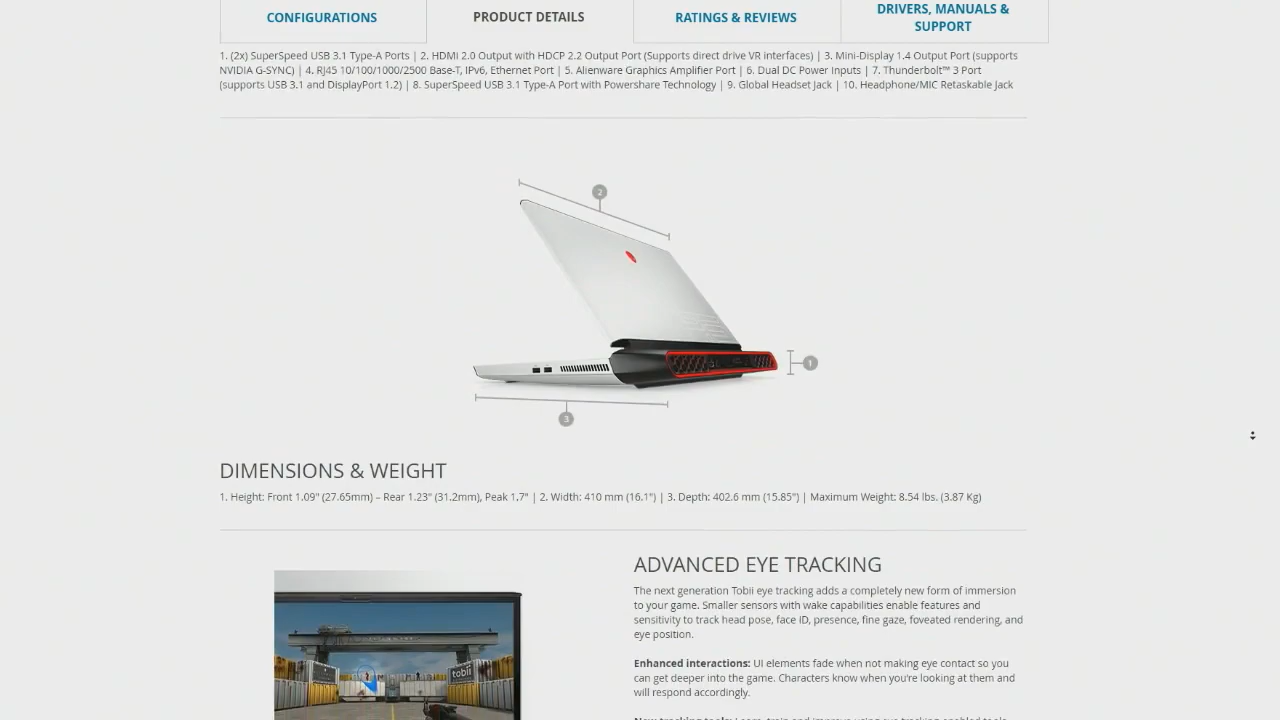 CONFIGURATIONS
PRODUCT DETAILS
RATINGS & REVIEWS
DRIVERS, MANUALS &
SUPPORT
1. (2x) SuperSpeed USB 3.1 Type-A Ports | 2. HDMI 2.0 Output with HDCP 2.2 Output Port (Supports direct drive VR interfaces) | 3. Mini-Display 1.4 Output Port (supports
NVIDIA G-SYNC) | 4. RJ45 10/100/1000/2500 Base-T, IPv6, Ethernet Port | 5. Alienware Graphics Amplifier Port | 6. Dual DC Power Inputs | 7. Thunderbolt™ 3 Port
(supports USB 3.1 and DisplayPort 1.2) | 8. SuperSpeed USB 3.1 Type-A Port with Powershare Technology | 9. Global Headset Jack | 10. Headphone/MIC Retaskable Jack
2
1
3
DIMENSIONS & WEIGHT
1. Height: Front 1.09" (27.65mm) – Rear 1.23" (31.2mm), Peak 1.7" | 2. Width: 410 mm (16.1") | 3. Depth: 402.6 mm (15.85") | Maximum Weight: 8.54 lbs. (3.87 Kg)
ADVANCED EYE TRACKING
The next generation Tobii eye tracking adds a completely new form of immersion
to your game. Smaller sensors with wake capabilities enable features and
sensitivity to track head pose, face ID, presence, fine gaze, foveated rendering, and
eye position.
Enhanced interactions: UI elements fade when not making eye contact so you
can get deeper into the game. Characters know when you're looking at them and
will respond accordingly.
tobii